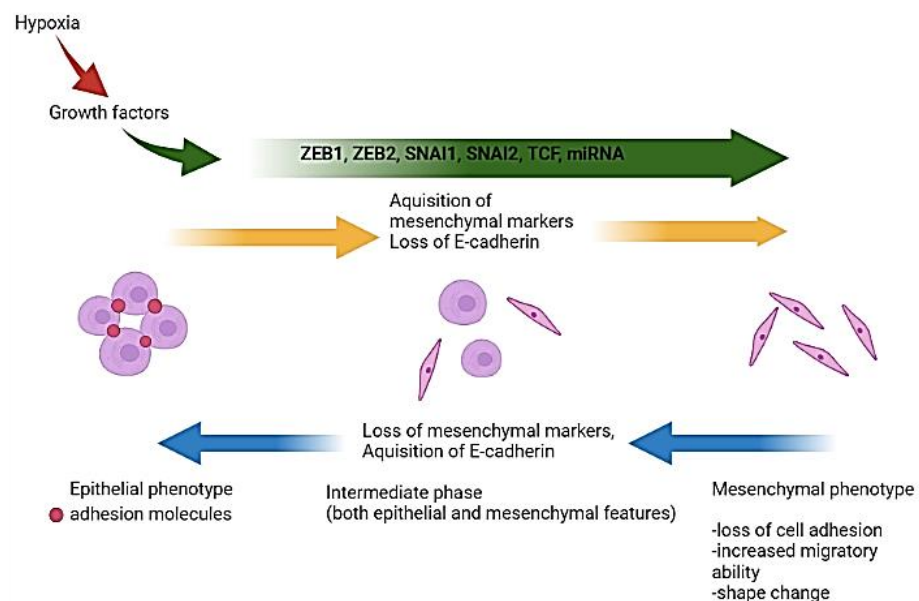 Hypoxia
Growth factors
ZEB1, ZEB2, SNAI1, SNAI2, TCF, miRNA
Aquisition of
mesenchymal markers
Loss of E-cadherin
Loss of mesenchymal markers,
Aquisition of E-cadherin
Epithelial phenotype
adhesion molecules
Intermediate phase
(both epithelial and mesenchymal features)
Mesenchymal phenotype
-loss of cell adhesion
-increased migratory
ability
-shape change